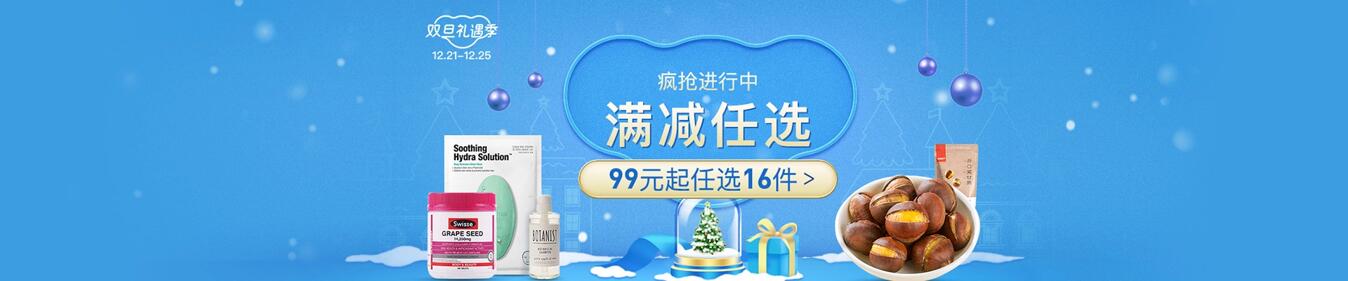 双旦礼遇季
12.21-12.25
疯抢进行中
满减任选
99元起任选16件 >
Soothing
Hydra Solution™
Swisse
GRAPE SEED
BOTANIST